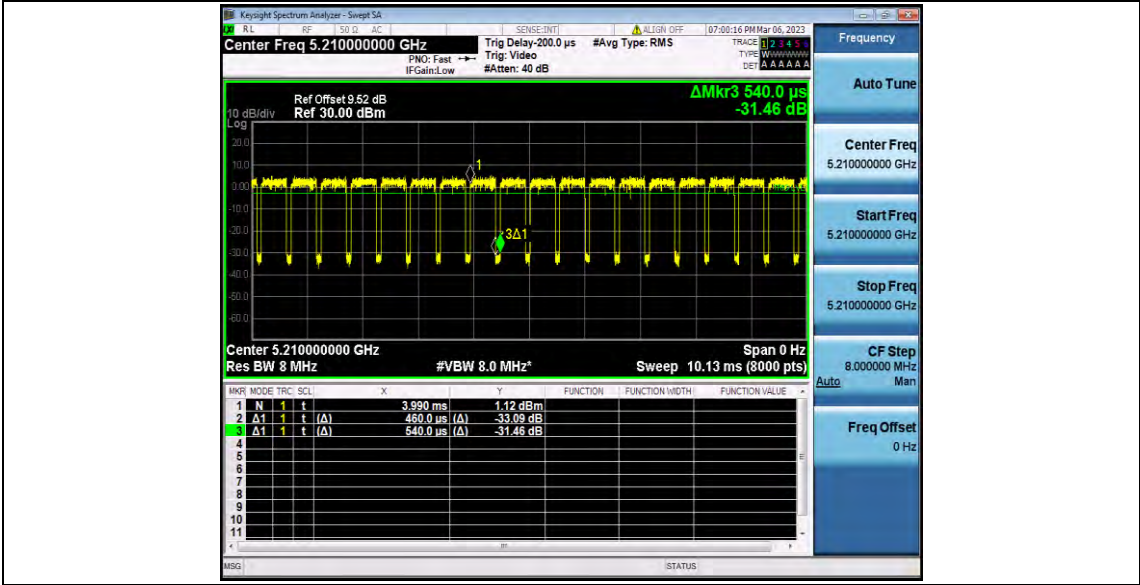 Keysight Spectrum Analyzer - Swept SA
RL RF 50 Ω AC SENSE:INT ALIGN OFF 07:00:16 PM Mar 06, 2023
Center Freq 5.210000000 GHz
PNO: Fast
IFGain:Low
Trig Delay-200.0 µs
Trig: Video
#Atten: 40 dB
#Avg Type: RMS
TRACE 1 2 3 4 5 6
TYPE
DET A A A A A A
Frequency
ΔMkr3 540.0 µs
-31.46 dB
Ref Offset 9.52 dB
10 dB/div Ref 30.00 dBm
Log
20.0
10.0
0.00
-10.0
-20.0
-30.0
-40.0
-50.0
-60.0
1
3Δ1
Center 5.210000000 GHz Span 0 Hz
Res BW 8 MHz #VBW 8.0 MHz* Sweep 10.13 ms (8000 pts)
MKR MODE TRC SCL X Y FUNCTION FUNCTION WIDTH FUNCTION VALUE
1 N 1 t 3.990 ms 1.12 dBm
2 Δ1 1 t (Δ) 460.0 µs (Δ) -33.09 dB
3 Δ1 1 t (Δ) 540.0 µs (Δ) -31.46 dB
4
5
6
7
8
9
10
11
MSG STATUS
Auto Tune
Center Freq
5.210000000 GHz
Start Freq
5.210000000 GHz
Stop Freq
5.210000000 GHz
CF Step
8.000000 MHz
Auto Man
Freq Offset
0 Hz